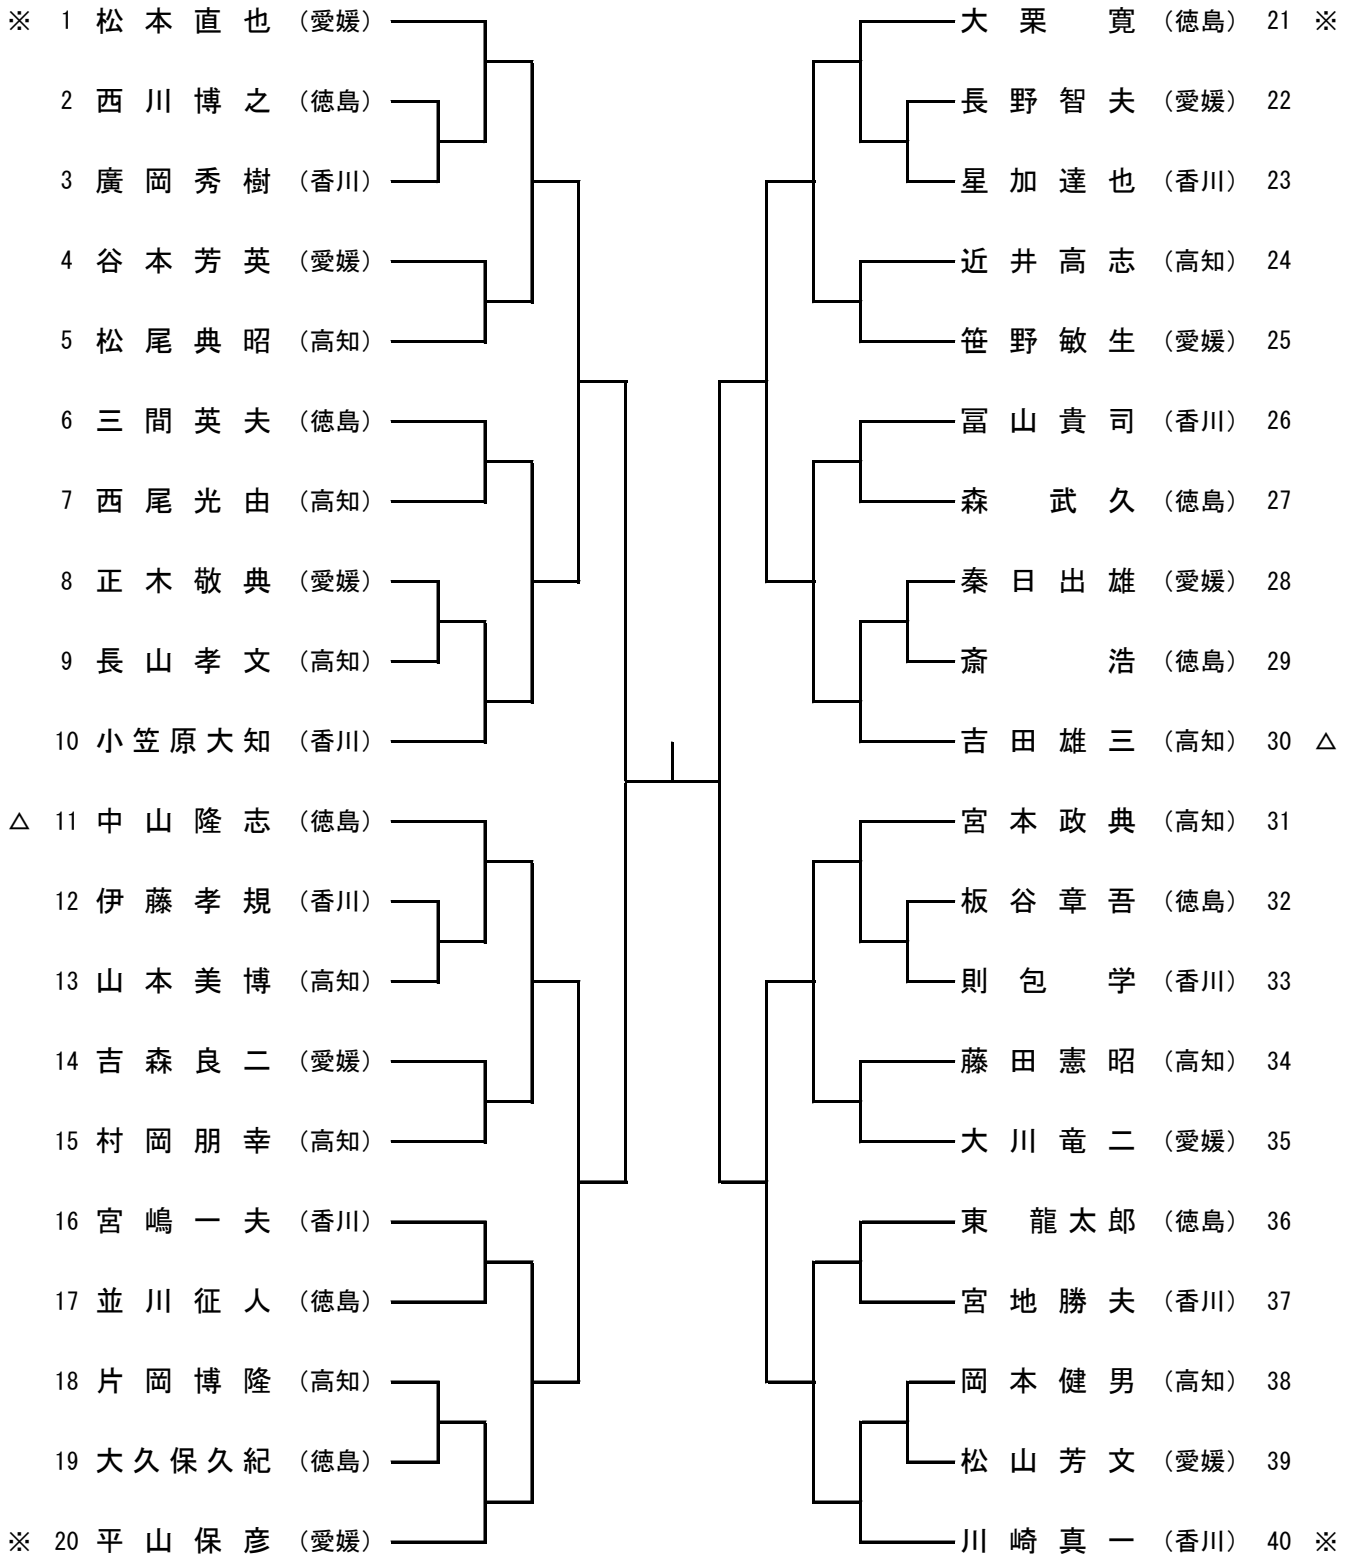 ※ 1 松本直也 (愛媛)
2 西川博之 (徳島)
3 廣岡秀樹 (香川)
4 谷本芳英 (愛媛)
5 松尾典昭 (高知)
6 三間英夫 (徳島)
7 西尾光由 (高知)
8 正木敬典 (愛媛)
9 長山孝文 (高知)
10 小笠原大知 (香川)
△ 11 中山隆志 (徳島)
12 伊藤孝規 (香川)
13 山本美博 (高知)
14 吉森良二 (愛媛)
15 村岡朋幸 (高知)
16 宮嶋一夫 (香川)
17 並川征人 (徳島)
18 片岡博隆 (高知)
19 大久保久紀 (徳島)
※ 20 平山保彦 (愛媛)
大栗 寛 (徳島) 21 ※
長野智夫 (愛媛) 22
星加達也 (香川) 23
近井高志 (高知) 24
笹野敏生 (愛媛) 25
冨山貴司 (香川) 26
森 武久 (徳島) 27
秦日出雄 (愛媛) 28
斎 浩 (徳島) 29
吉田雄三 (高知) 30 △
宮本政典 (高知) 31
板谷章吾 (徳島) 32
則包 学 (香川) 33
藤田憲昭 (高知) 34
大川竜二 (愛媛) 35
東 龍太郎 (徳島) 36
宮地勝夫 (香川) 37
岡本健男 (高知) 38
松山芳文 (愛媛) 39
川崎真一 (香川) 40 ※